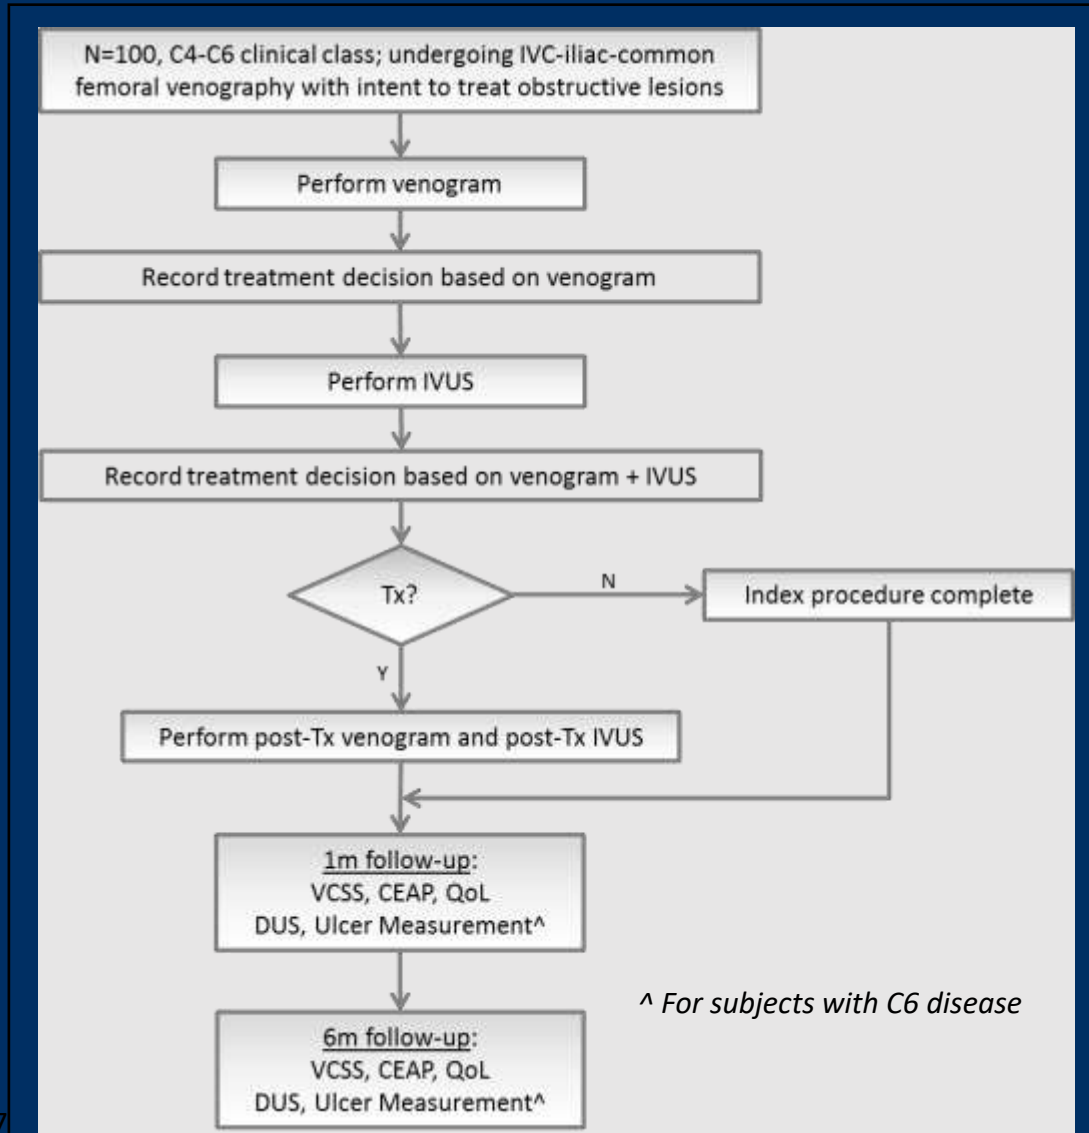 N=100, C4-C6 clinical class; undergoing IVC-iliac-common
femoral venography with intent to treat obstructive lesions
Perform venogram
Record treatment decision based on venogram
Perform IVUS
Record treatment decision based on venogram + IVUS
Tx?
N
Index procedure complete
Y
Perform post-Tx venogram and post-Tx IVUS
1m follow-up:
VCSS, CEAP, QoL
DUS, Ulcer Measurement^
^ For subjects with C6 disease
6m follow-up:
VCSS, CEAP, QoL
DUS, Ulcer Measurement^
7